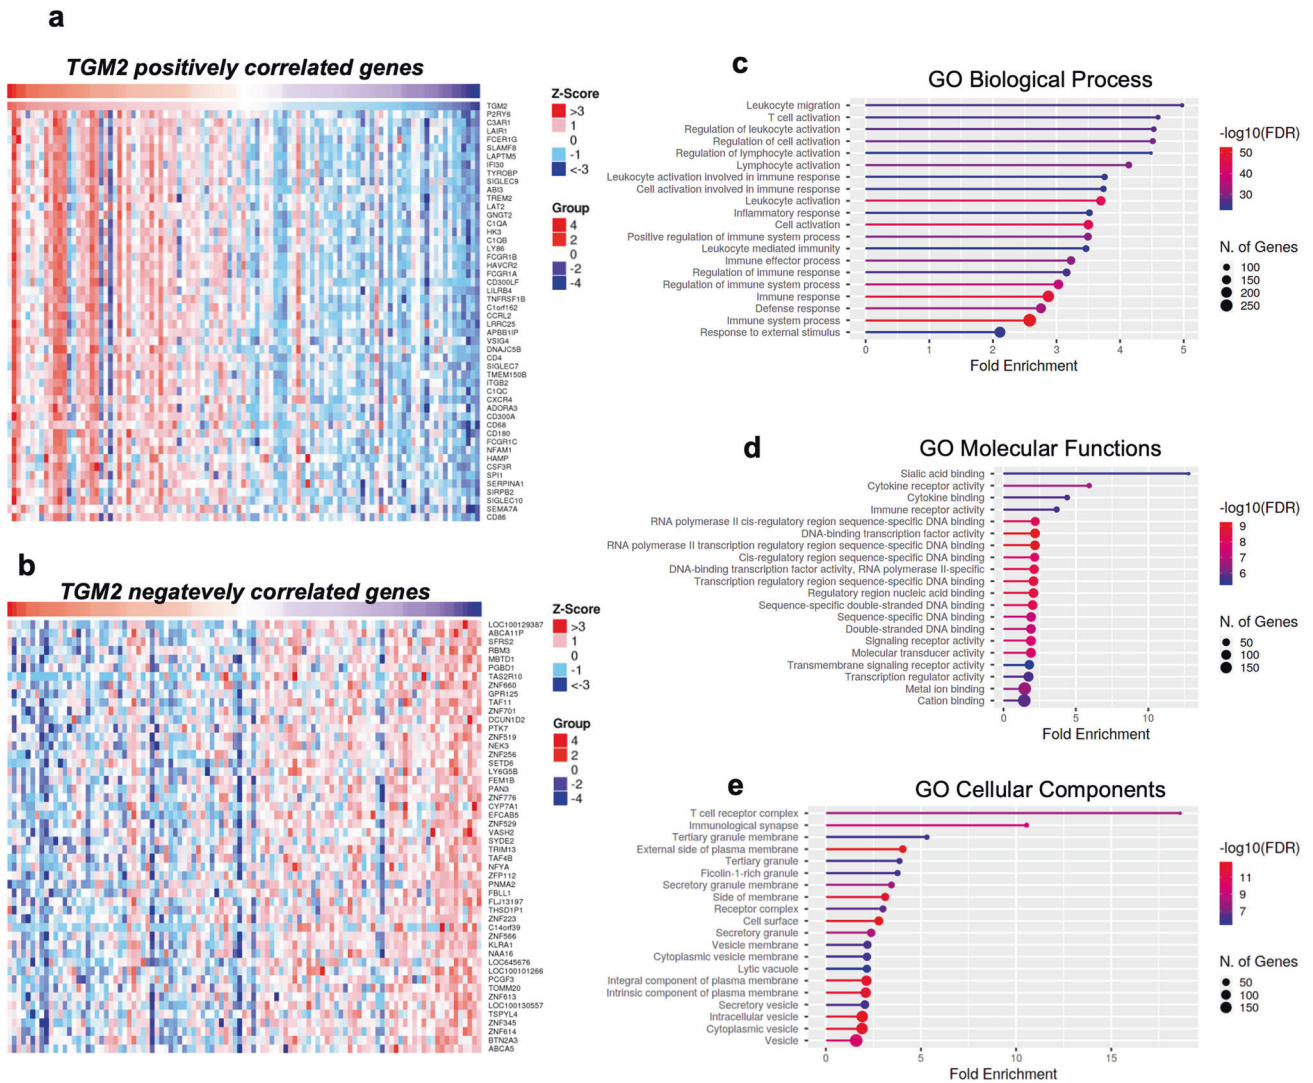 a
TGM2 positively correlated genes
TGM2
P2RY6
C3AR1
LAIR1
FCER1G
SLAMF8
LAPTM5
IFI30
TYROBP
SIGLEC9
ABI3
TREM2
LAT2
GNGT2
C1QA
HK3
C1QB
LY86
FCGR1B
HAVCR2
FCGR1A
CD300LF
LILRB4
TNFRSF1B
C1orf162
CCRL2
LRRC25
APBB1IP
VSIG4
DNAJC5B
CD4
SIGLEC7
TMEM150B
ITGB2
C1QC
CXCR4
ADORA3
CD300A
CD68
CD180
FCGR1C
NFAM1
HAMP
CSF3R
SPI1
SERPINA1
SIRPB2
SIGLEC10
SEMA7A
CD86
Z-Score
>3
1
0
-1
<-3
Group
4
2
0
-2
-4
b
TGM2 negatevely correlated genes
LOC100129387
ABCA11P
SFRS2
RBM3
MBTD1
PGBD1
TAS2R10
ZNF660
GPR125
TAF11
ZNF701
DCUN1D2
PTK7
ZNF519
NEK3
ZNF256
SETD6
LY6G5B
FEM1B
PAN3
ZNF776
CYP7A1
EFCAB5
ZNF529
VASH2
SYDE2
TRIM13
TAF4B
NFYA
ZFP112
PNMA2
FBLL1
FLJ13197
THSD1P1
ZNF223
C14orf39
ZNF566
KLRA1
NAA16
LOC645676
LOC100101266
PCGF3
TOMM20
ZNF613
LOC100130557
TSPYL4
ZNF345
ZNF614
BTN2A3
ABCA5
Z-Score
>3
1
0
-1
<-3
Group
4
2
0
-2
-4
c
GO Biological Process
Leukocyte migration
T cell activation
Regulation of leukocyte activation
Regulation of cell activation
Regulation of lymphocyte activation
Lymphocyte activation
Leukocyte activation involved in immune response
Cell activation involved in immune response
Leukocyte activation
Inflammatory response
Cell activation
Positive regulation of immune system process
Leukocyte mediated immunity
Immune effector process
Regulation of immune response
Regulation of immune system process
Immune response
Defense response
Immune system process
Response to external stimulus
0 1 2 3 4 5
Fold Enrichment
-log10(FDR)
50
40
30
N. of Genes
100
150
200
250
d
GO Molecular Functions
Sialic acid binding
Cytokine receptor activity
Cytokine binding
Immune receptor activity
RNA polymerase II cis-regulatory region sequence-specific DNA binding
DNA-binding transcription factor activity
RNA polymerase II transcription regulatory region sequence-specific DNA binding
Cis-regulatory region sequence-specific DNA binding
DNA-binding transcription factor activity, RNA polymerase II-specific
Transcription regulatory region sequence-specific DNA binding
Regulatory region nucleic acid binding
Sequence-specific double-stranded DNA binding
Sequence-specific DNA binding
Double-stranded DNA binding
Signaling receptor activity
Molecular transducer activity
Transmembrane signaling receptor activity
Transcription regulator activity
Metal ion binding
Cation binding
0 5 10
Fold Enrichment
-log10(FDR)
9
8
7
6
N. of Genes
50
100
150
e
GO Cellular Components
T cell receptor complex
Immunological synapse
Tertiary granule membrane
External side of plasma membrane
Tertiary granule
Ficolin-1-rich granule
Secretory granule membrane
Side of membrane
Receptor complex
Cell surface
Secretory granule
Vesicle membrane
Cytoplasmic vesicle membrane
Lytic vacuole
Integral component of plasma membrane
Intrinsic component of plasma membrane
Secretory vesicle
Intracellular vesicle
Cytoplasmic vesicle
Vesicle
0 5 10 15
Fold Enrichment
-log10(FDR)
11
9
7
N. of Genes
50
100
150